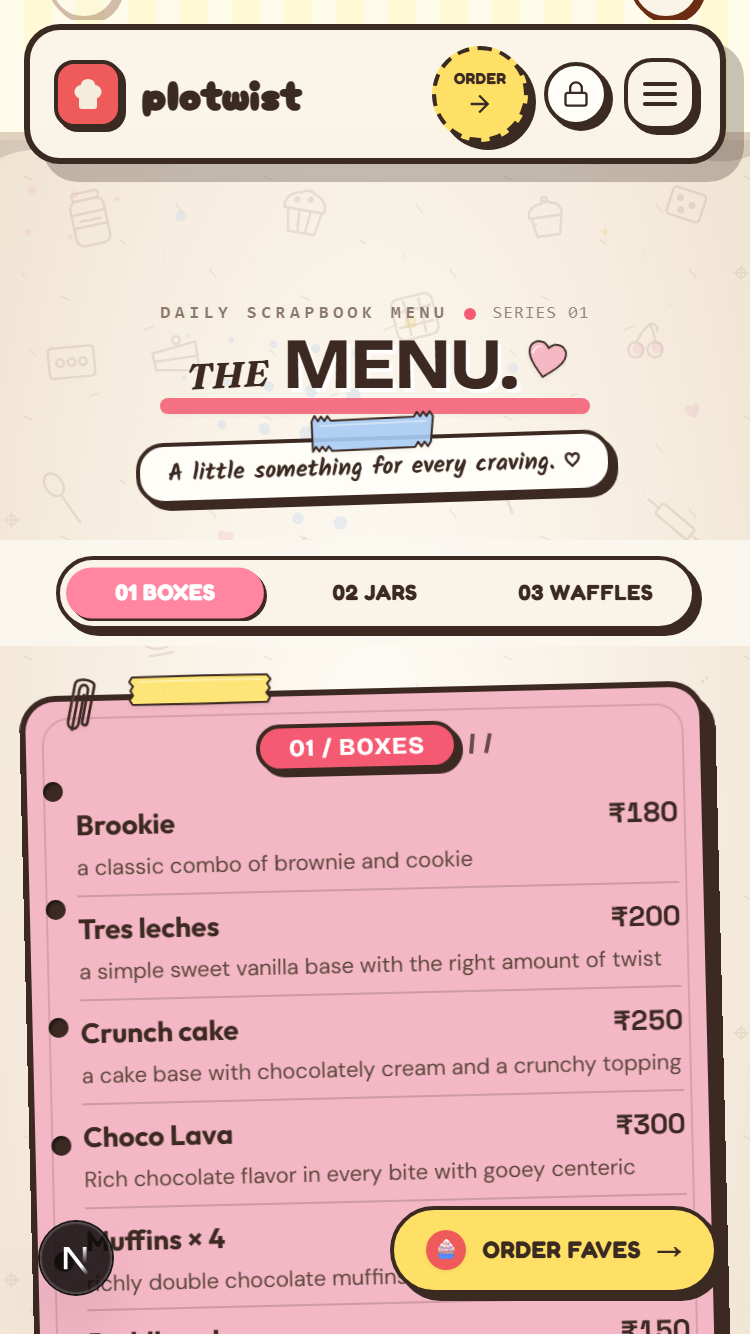 plotwist
ORDER
→
DAILY SCRAPBOOK MENU ● SERIES 01
THE MENU.
A little something for every craving. ♡
01 BOXES
02 JARS
03 WAFFLES
01 / BOXES
Brookie ₹180
a classic combo of brownie and cookie
Tres leches ₹200
a simple sweet vanilla base with the right amount of twist
Crunch cake ₹250
a cake base with chocolately cream and a crunchy topping
Choco Lava ₹300
Rich chocolate flavor in every bite with gooey centeric
Muffins × 4
richly double chocolate muffins
N
ORDER FAVES →
₹150